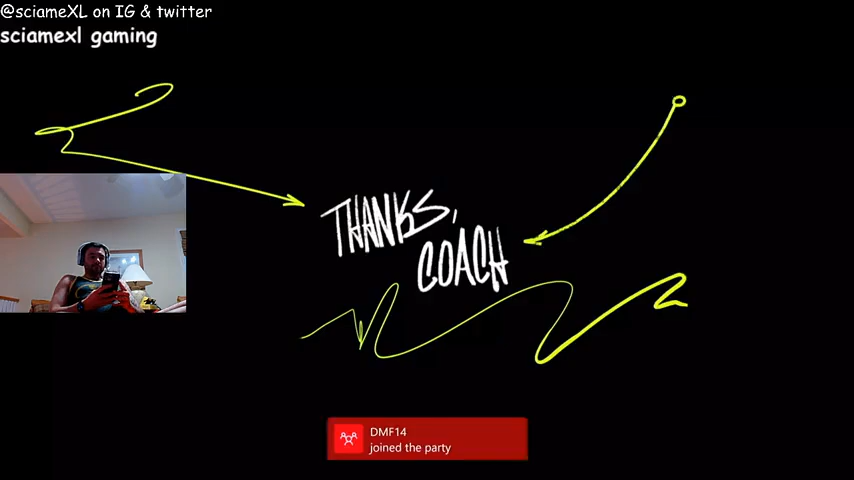 @sciameXL on IG & twitter
sciamexl gaming
THANKS,
COACH
DMF14
joined the party